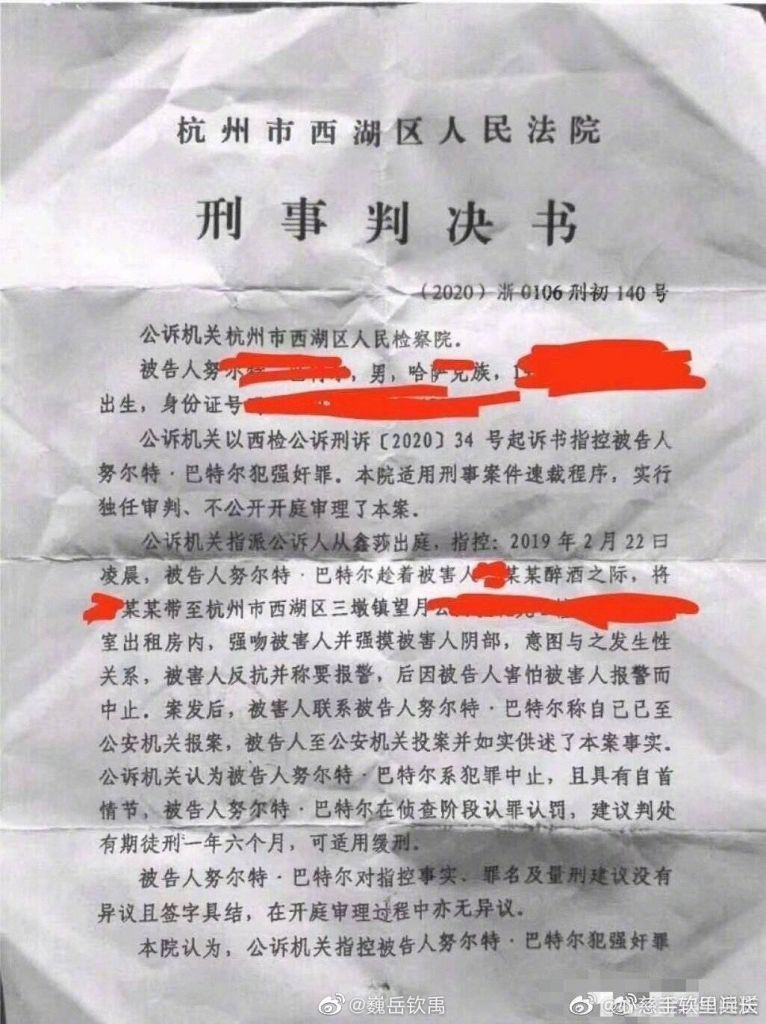 杭州市西湖区人民法院
刑事判决书
(2020)浙0106刑初140号
公诉机关杭州市西湖区人民检察院。
被告人努 ，男，哈萨克族，1
出生，身份证号
公诉机关以西检公诉刑诉〔2020〕34号起诉书指控被告人
努尔特·巴特尔犯强奸罪。本院适用刑事案件速裁程序，实行
独任审判、不公开开庭审理了本案。
公诉机关指派公诉人从鑫莎出庭，指控：2019年2月22日
凌晨，被告人努尔特·巴特尔趁着被害人 某某醉酒之际，将
某某带至杭州市西湖区三墩镇望月
室出租房内，强吻被害人并强摸被害人阴部，意图与之发生性
关系，被害人反抗并称要报警，后因被告人害怕被害人报警而
中止。案发后，被害人联系被告人努尔特·巴特尔称自己已至
公安机关报案，被告人至公安机关投案并如实供述了本案事实。
公诉机关认为被告人努尔特·巴特尔系犯罪中止，且具有自首
情节，被告人努尔特·巴特尔在侦查阶段认罪认罚，建议判处
有期徒刑一年六个月，可适用缓刑。
被告人努尔特·巴特尔对指控事实、罪名及量刑建议没有
异议且签字具结，在开庭审理过程中亦无异议。
本院认为，公诉机关指控被告人努尔特·巴特尔犯强奸罪
@巍岳钦禹